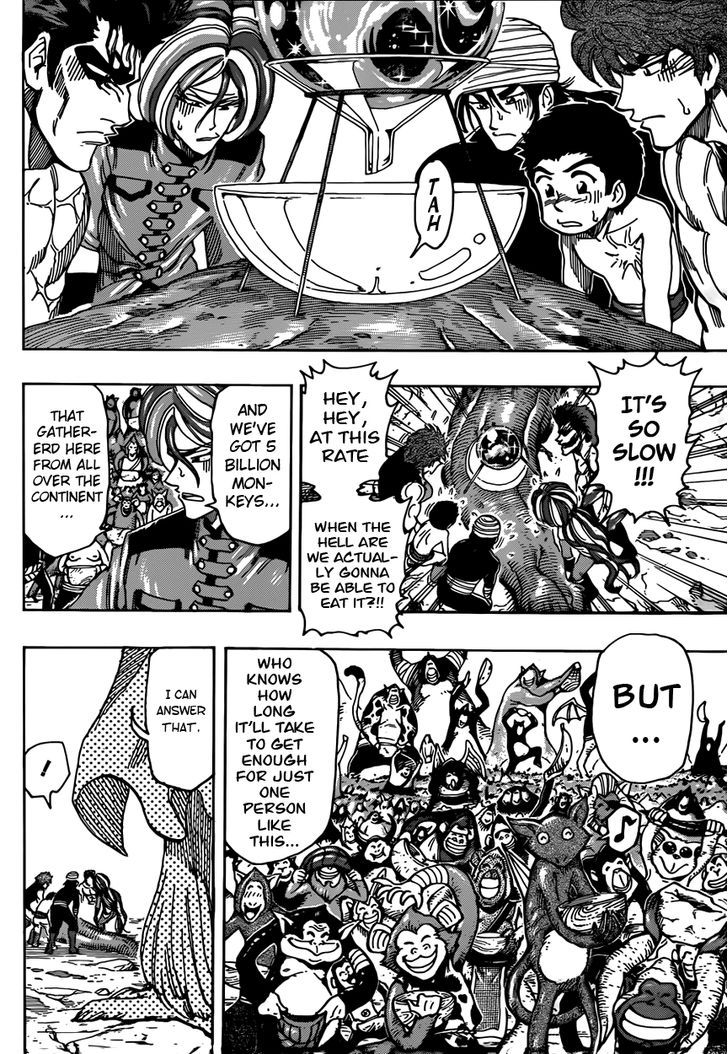 TAH
IT'S
SO
SLOW
!!!
HEY,
HEY,
AT THIS
RATE
WHEN THE
HELL ARE
WE ACTUAL-
LY GONNA
BE ABLE TO
EAT IT?!!
AND
WE'VE
GOT 5
BILLION
MON-
KEYS...
THAT
GATHER-
ERD HERE
FROM ALL
OVER THE
CONTINENT
...
BUT
...
WHO
KNOWS
HOW
LONG
IT'LL TAKE
TO GET
ENOUGH
FOR JUST
ONE
PERSON
LIKE
THIS...
I CAN
ANSWER
THAT.
!